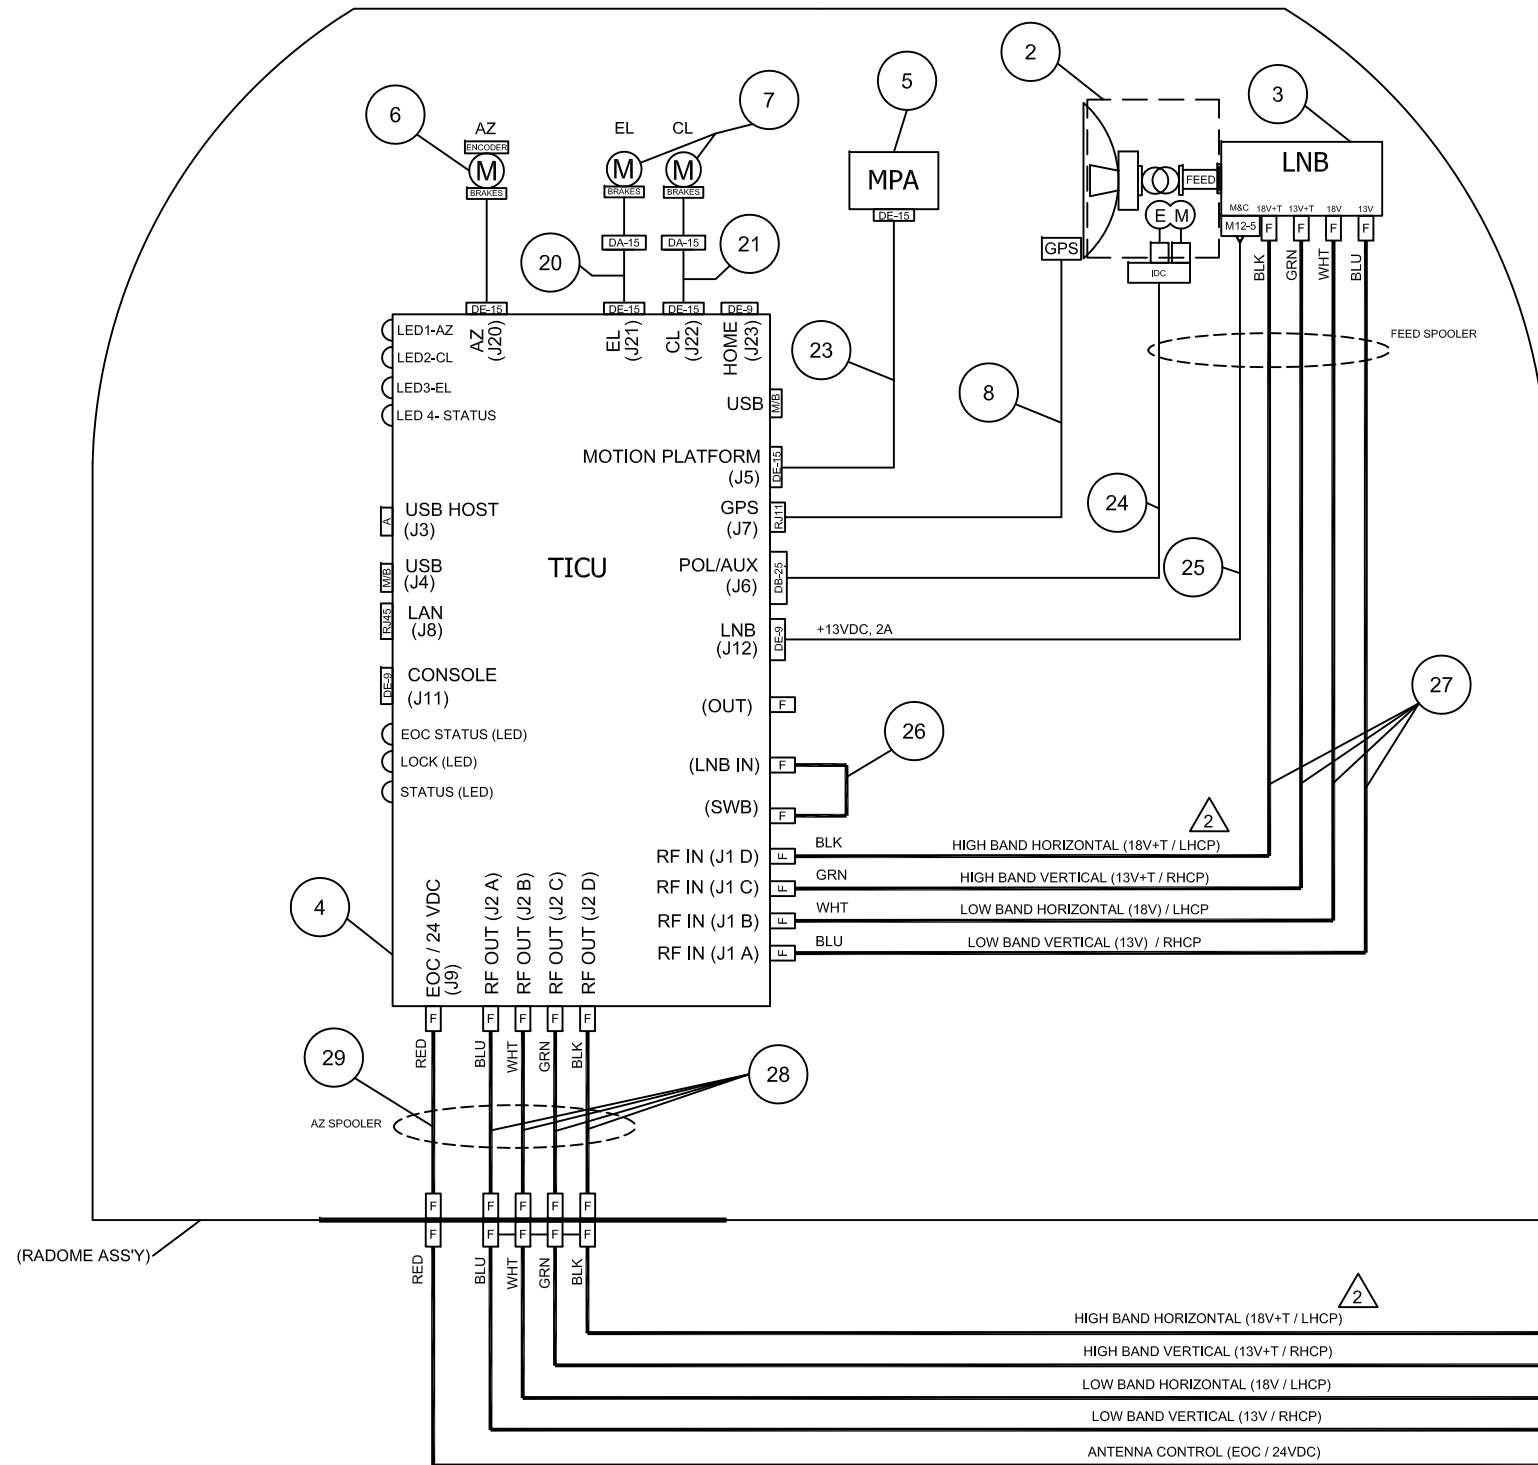 2
5
7
3
6
AZ
EL
CL
ENCODER
M
M
M
BRAKES
BRAKES
BRAKES
MPA
DE-15
LNB
FEED
M&C
18V+T
13V+T
18V
13V
E
M
M12-5
F
F
F
F
GPS
IDC
BLK
GRN
WHT
BLU
DA-15
DA-15
20
21
DE-15
DE-15
DE-15
DE-9
AZ
(J20)
EL
(J21)
CL
(J22)
HOME
(J23)
LED1-AZ
LED2-CL
LED3-EL
LED 4- STATUS
23
8
FEED SPOOLER
USB
M/B
MOTION PLATFORM
(J5)
DE-15
USB HOST
(J3)
A
GPS
(J7)
RJ11
24
TICU
USB
(J4)
M/B
POL/AUX
(J6)
DB-25
25
LAN
(J8)
RJ45
LNB
(J12)
DE-9
+13VDC, 2A
CONSOLE
(J11)
DE-9
27
(OUT)
F
EOC STATUS (LED)
LOCK (LED)
STATUS (LED)
26
(LNB IN)
F
(SWB)
F
2
RF IN (J1 D)
F
BLK
HIGH BAND HORIZONTAL (18V+T / LHCP)
RF IN (J1 C)
F
GRN
HIGH BAND VERTICAL (13V+T / RHCP)
RF IN (J1 B)
F
WHT
LOW BAND HORIZONTAL (18V) / LHCP
RF IN (J1 A)
F
BLU
LOW BAND VERTICAL (13V)  / RHCP
4
EOC / 24 VDC
(J9)
RF OUT (J2 A)
RF OUT (J2 B)
RF OUT (J2 C)
RF OUT (J2 D)
F
F
F
F
F
RED
BLU
WHT
GRN
BLK
29
28
AZ SPOOLER
F
F
F
F
F
F
F
F
F
F
(RADOME ASS'Y)
RED
BLU
WHT
GRN
BLK
2
HIGH BAND HORIZONTAL (18V+T / LHCP)
HIGH BAND VERTICAL (13V+T / RHCP)
LOW BAND HORIZONTAL (18V / LHCP)
LOW BAND VERTICAL (13V / RHCP)
ANTENNA CONTROL (EOC / 24VDC)